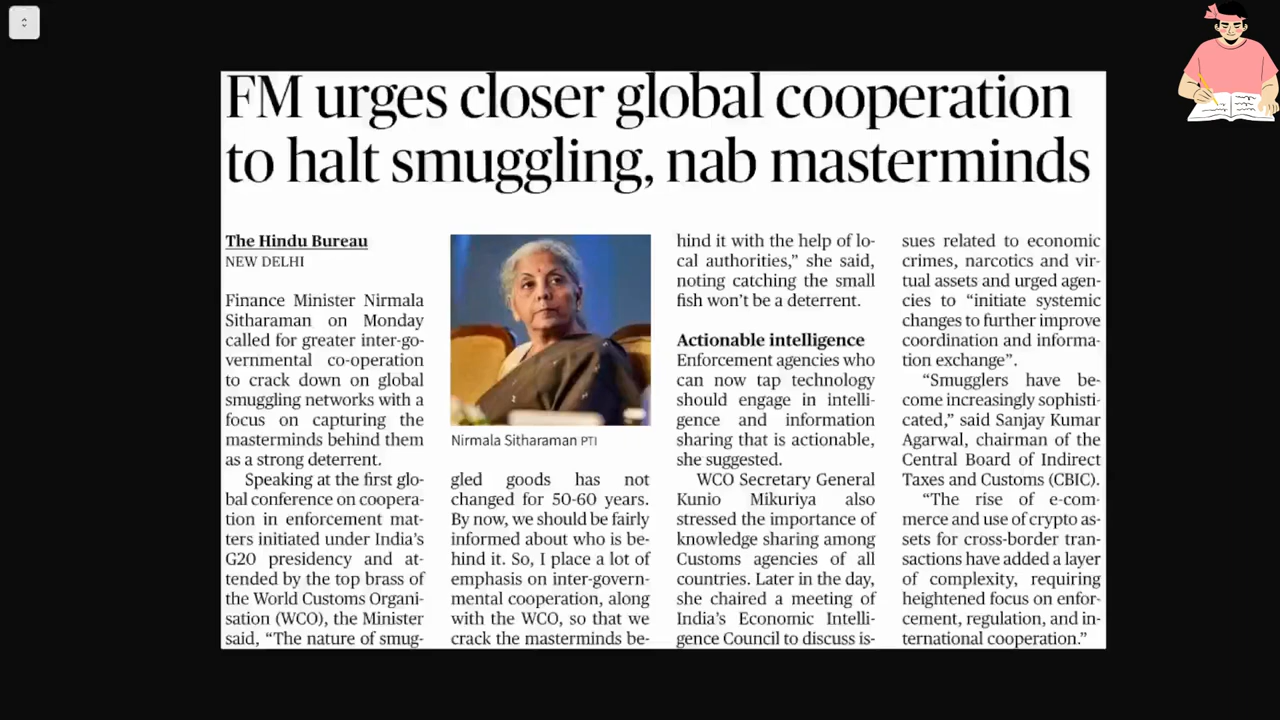 FM urges closer global cooperation
to halt smuggling, nab masterminds
The Hindu Bureau
NEW DELHI
Finance Minister Nirmala
Sitharaman on Monday
called for greater inter-go-
vernmental co-operation
to crack down on global
smuggling networks with a
focus on capturing the
masterminds behind them
as a strong deterrent.
Speaking at the first glo-
bal conference on coopera-
tion in enforcement mat-
ters initiated under India's
G20 presidency and at-
tended by the top brass of
the World Customs Organi-
sation (WCO), the Minister
said, “The nature of smug-
Nirmala Sitharaman PTI
gled goods has not
changed for 50-60 years.
By now, we should be fairly
informed about who is be-
hind it. So, I place a lot of
emphasis on inter-govern-
mental cooperation, along
with the WCO, so that we
crack the masterminds be-
hind it with the help of lo-
cal authorities,” she said,
noting catching the small
fish won't be a deterrent.
Actionable intelligence
Enforcement agencies who
can now tap technology
should engage in intelli-
gence and information
sharing that is actionable,
she suggested.
WCO Secretary General
Kunio Mikuriya also
stressed the importance of
knowledge sharing among
Customs agencies of all
countries. Later in the day,
she chaired a meeting of
India's Economic Intelli-
gence Council to discuss is-
sues related to economic
crimes, narcotics and vir-
tual assets and urged agen-
cies to “initiate systemic
changes to further improve
coordination and informa-
tion exchange”.
“Smugglers have be-
come increasingly sophisti-
cated,” said Sanjay Kumar
Agarwal, chairman of the
Central Board of Indirect
Taxes and Customs (CBIC).
“The rise of e-com-
merce and use of crypto as-
sets for cross-border tran-
sactions have added a layer
of complexity, requiring
heightened focus on enfor-
cement, regulation, and in-
ternational cooperation.”